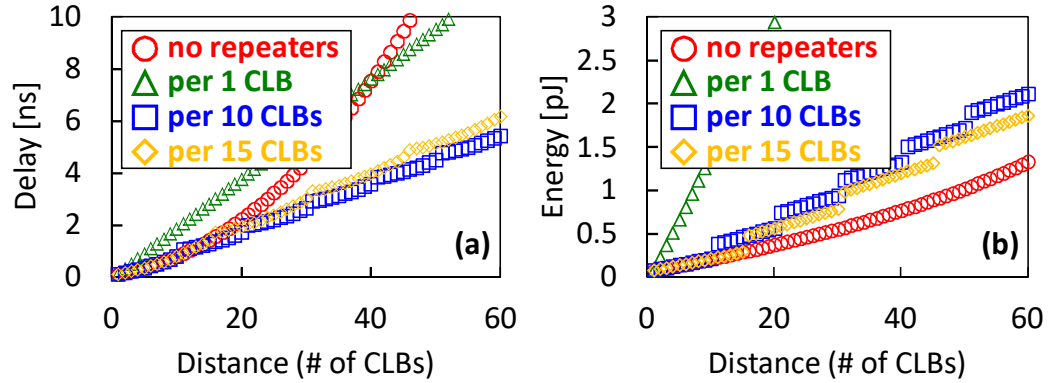 10
8
6
4
2
0
Delay [ns]
no repeaters
per 1 CLB
per 10 CLBs
per 15 CLBs
(a)
0 20 40 60
Distance (# of CLBs)
3
2.5
2
1.5
1
0.5
0
Energy [pJ]
no repeaters
per 1 CLB
per 10 CLBs
per 15 CLBs
(b)
0 20 40 60
Distance (# of CLBs)